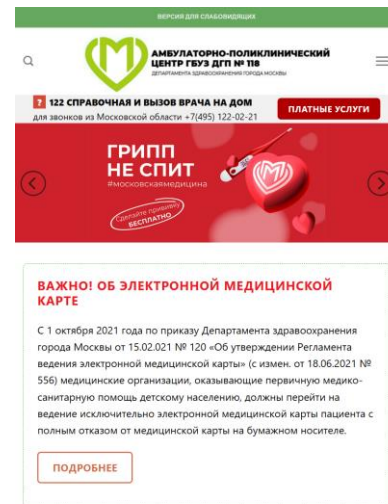 ВЕРСИЯ ДЛЯ СЛАБОВИДЯЩИХ
АМБУЛАТОРНО-ПОЛИКЛИНИЧЕСКИЙ
ЦЕНТР ГБУЗ ДГП № 118
ДЕПАРТАМЕНТА ЗДРАВООХРАНЕНИЯ ГОРОДА МОСКВЫ
122 СПРАВОЧНАЯ И ВЫЗОВ ВРАЧА НА ДОМ
для звонков из Московской области +7(495) 122-02-21
ПЛАТНЫЕ УСЛУГИ
ГРИПП
НЕ СПИТ
#московскаямедицина
Сделайте прививку
БЕСПЛАТНО
ВАЖНО! ОБ ЭЛЕКТРОННОЙ МЕДИЦИНСКОЙ
КАРТЕ
С 1 октября 2021 года по приказу Департамента здравоохранения
города Москвы от 15.02.021 № 120 «Об утверждении Регламента
ведения электронной медицинской карты» (с измен. от 18.06.2021 №
556) медицинские организации, оказывающие первичную медико-
санитарную помощь детскому населению, должны перейти на
ведение исключительно электронной медицинской карты пациента с
полным отказом от медицинской карты на бумажном носителе.
ПОДРОБНЕЕ